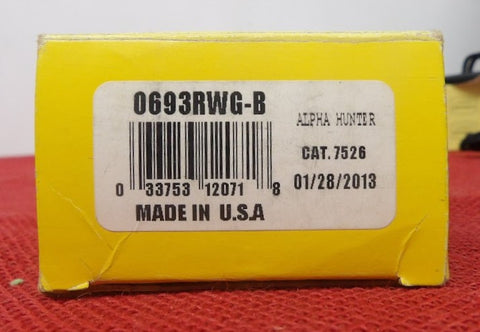 0693RWG-B
ALPHA HUNTER
CAT. 7526
0 33753 12071 8
01/28/2013
MADE IN U.S.A